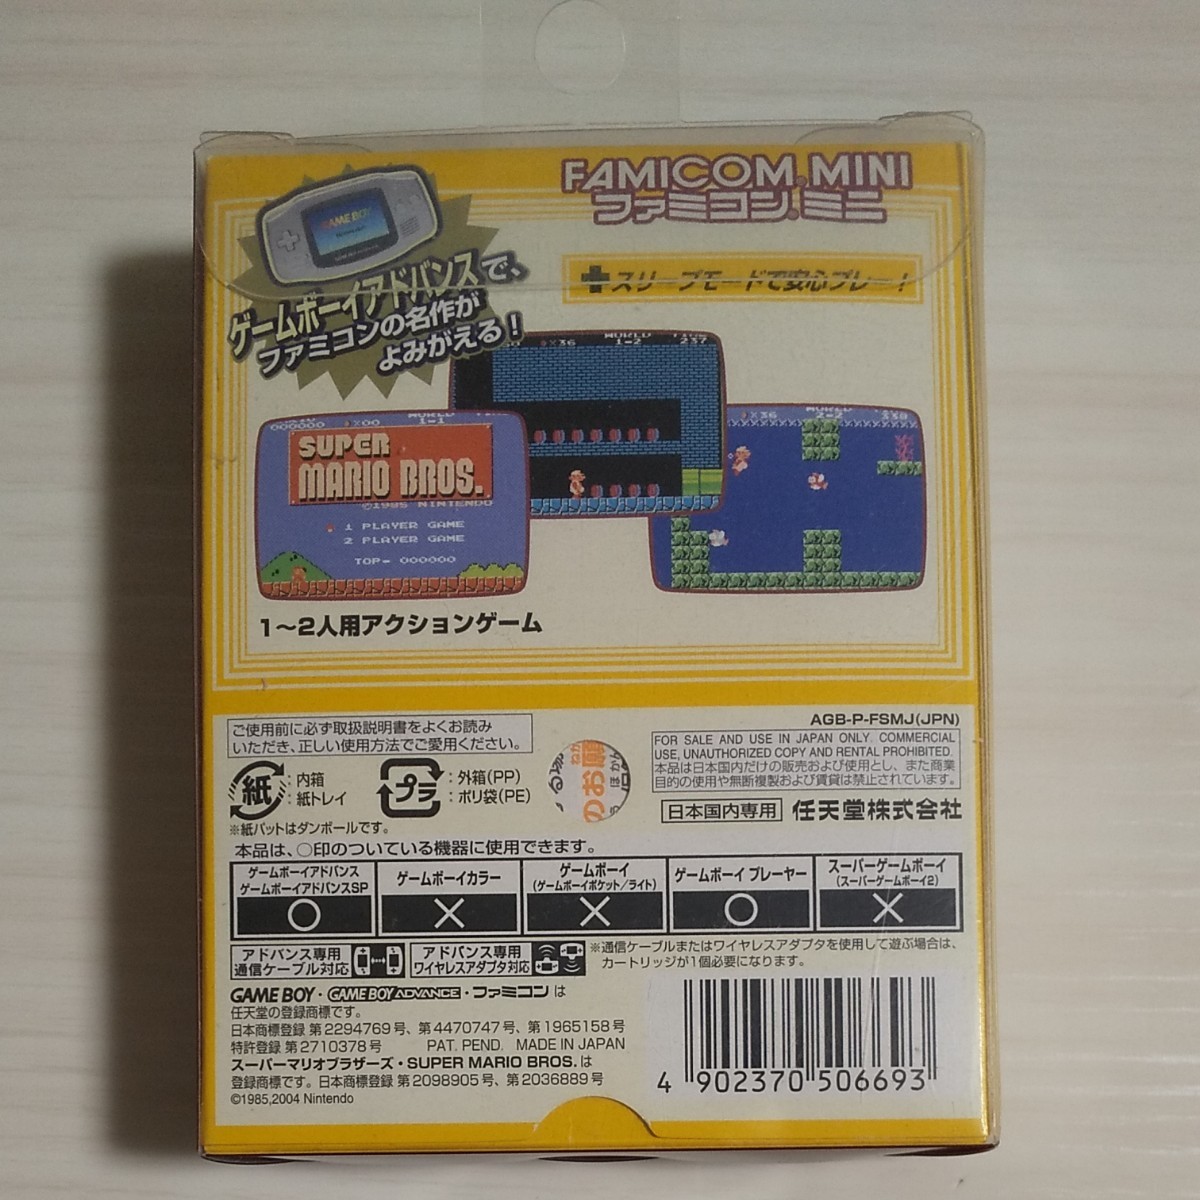 FAMICOM MINI
ファミコン ミニ
GAME BOY
ゲームボーイアドバンスで、
ファミコンの名作が
よみがえる!
スリープモードで安心プレー!
×36 1-2 237
WORLD
1-1
×00
SUPER
MARIO BROS.
©1985 NINTENDO
1 PLAYER GAME
2 PLAYER GAME
TOP- 000000
×36 2-2
1~2人用アクションゲーム
AGB-P-FSMJ(JPN)
ご使用前に必ず取扱説明書をよくお読み
いただき、正しい使用方法でご愛用ください。
FOR SALE AND USE IN JAPAN ONLY. COMMERCIAL
USE, UNAUTHORIZED COPY AND RENTAL PROHIBITED.
本品は日本国内だけの販売および使用とし、また商業
目的の使用や無断複製および賃貸は禁止されています。
紙
:内箱
:紙トレイ
プラ
:外箱(PP)
:ポリ袋(PE)
のお願
※紙パットはダンボールです。
日本国内専用 任天堂株式会社
本品は、○印のついている機器に使用できます。
ゲームボーイアドバンス
ゲームボーイアドバンスSP
○
ゲームボーイカラー
×
ゲームボーイ
(ゲームボーイポケット/ライト)
×
ゲームボーイ プレーヤー
○
スーパーゲームボーイ
(スーパーゲームボーイ2)
×
アドバンス専用
通信ケーブル対応
アドバンス専用
ワイヤレスアダプタ対応
※通信ケーブルまたはワイヤレスアダプタを使用して遊ぶ場合は、
カートリッジが1個必要になります。
GAME BOY・GAME BOY ADVANCE・ファミコン は
任天堂の登録商標です。
日本商標登録 第2294769号、第4470747号、第1965158号
特許登録 第2710378号 PAT. PEND. MADE IN JAPAN
スーパーマリオブラザーズ・SUPER MARIO BROS.は
登録商標です。日本商標登録 第2098905号、第2036889号
©1985,2004 Nintendo
4 902370 506693